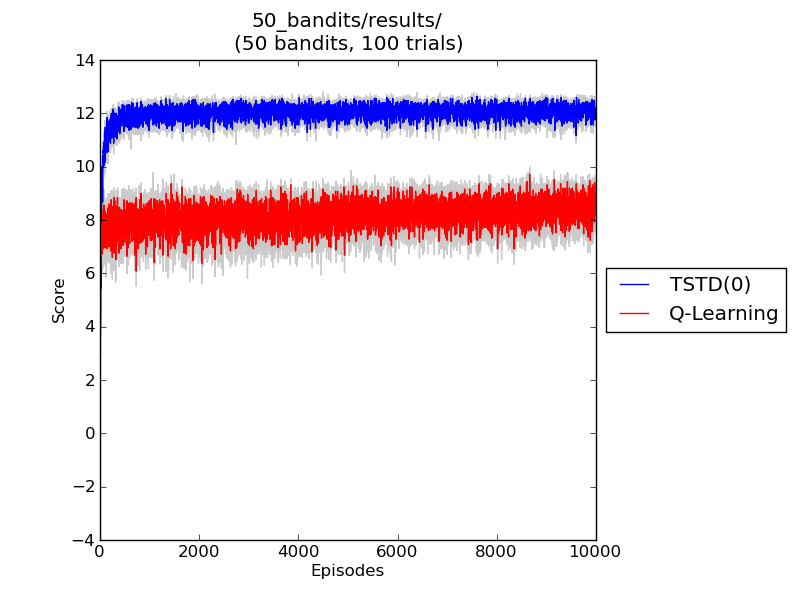 50_bandits/results/
(50 bandits, 100 trials)
14
12
10
8
6
4
2
0
−2
−4
Score
0 2000 4000 6000 8000 10000
Episodes
TSTD(0)
Q-Learning